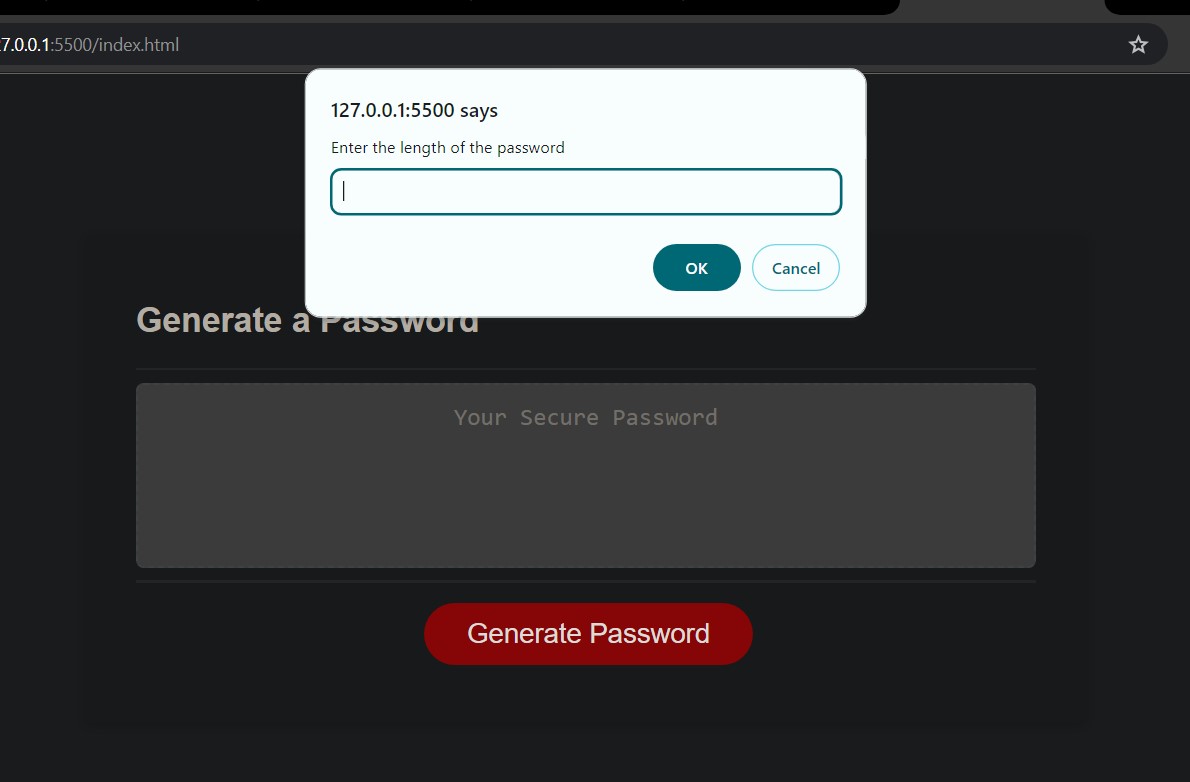 7.0.0.1:5500/index.html
127.0.0.1:5500 says
Enter the length of the password
OK
Cancel
Generate a Password
Your Secure Password
Generate Password